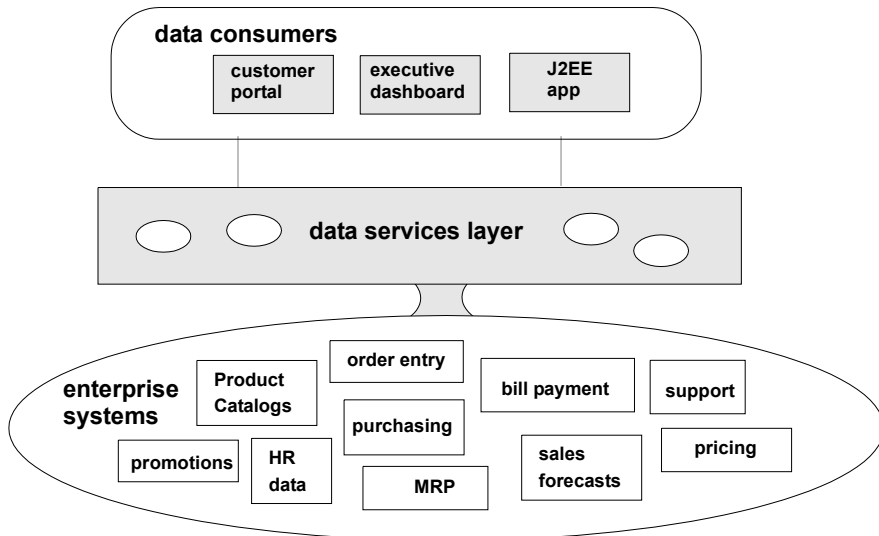 data consumers
customer
portal
executive
dashboard
J2EE
app
data services layer
enterprise
systems
Product
Catalogs
order entry
bill payment
support
purchasing
promotions
HR
data
MRP
sales
forecasts
pricing